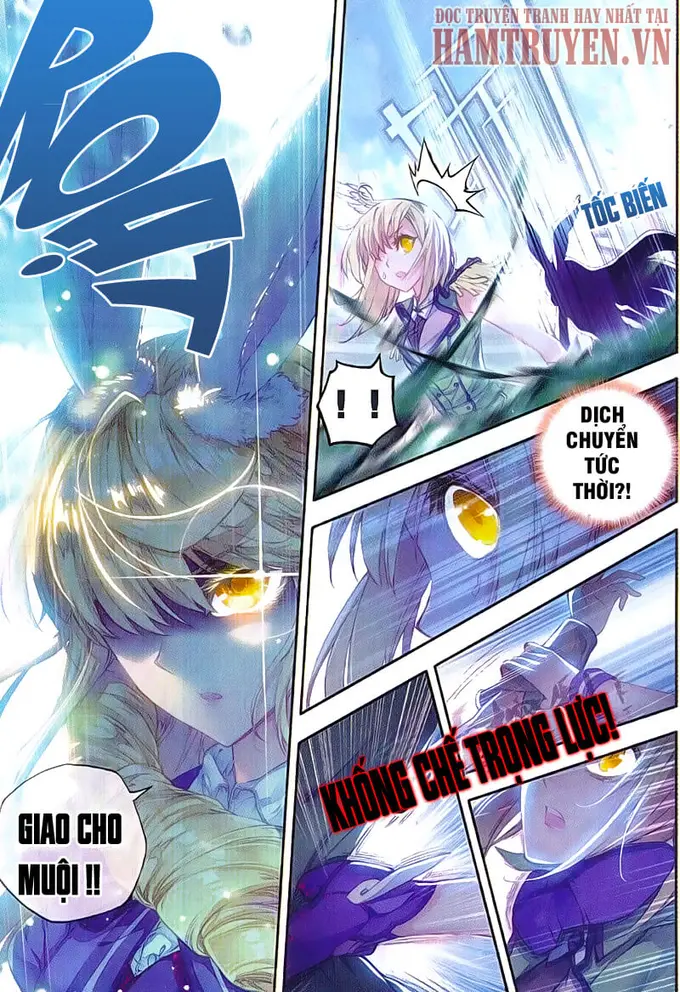 ĐỌC TRUYỆN TRANH HAY NHẤT TẠI
HAMTRUYEN.VN
TỐC BIẾN
! !
DỊCH
CHUYỂN
TỨC
THỜI?!
KHỐNG CHẾ TRỌNG LỰC!
GIAO CHO
MUỘI !!